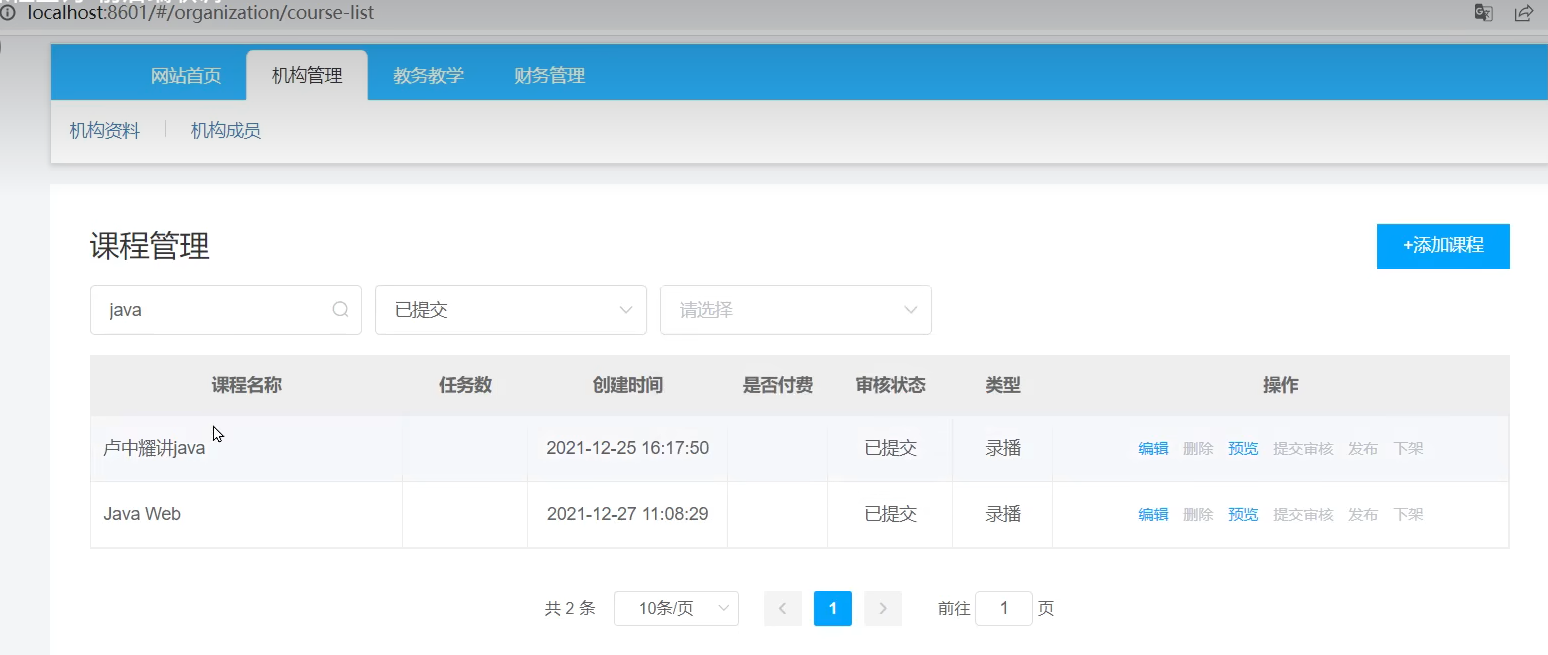 localhost:8601/#/organization/course-list
网站首页 机构管理 教务教学 财务管理
机构资料 机构成员
课程管理
+添加课程
java 已提交 请选择
课程名称 任务数 创建时间 是否付费 审核状态 类型 操作
卢中耀讲java 2021-12-25 16:17:50 已提交 录播 编辑 删除 预览 提交审核 发布 下架
Java Web 2021-12-27 11:08:29 已提交 录播 编辑 删除 预览 提交审核 发布 下架
共 2 条 10条/页 1 前往 1 页